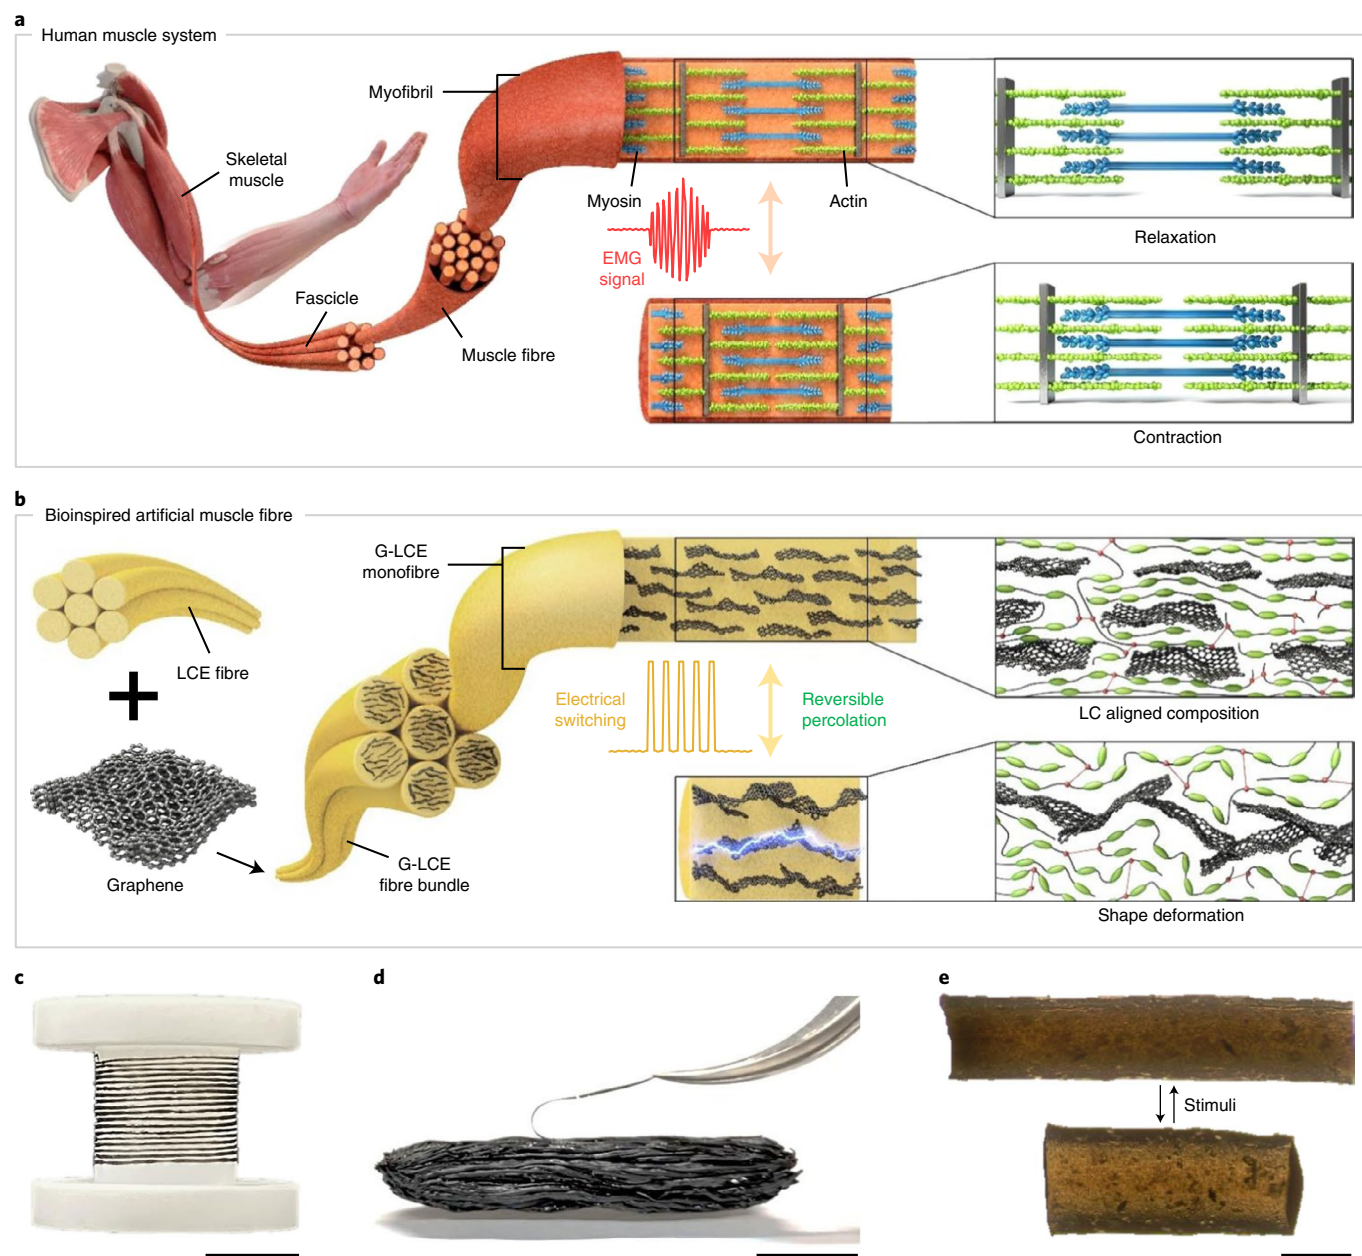 a
Human muscle system
Myofibril
Skeletal
muscle
Myosin
Actin
EMG
signal
Relaxation
Fascicle
Muscle fibre
Contraction
b
Bioinspired artificial muscle fibre
G-LCE
monofibre
LCE fibre
Electrical
switching
Reversible
percolation
LC aligned composition
Graphene
G-LCE
fibre bundle
Shape deformation
c
d
e
Stimuli